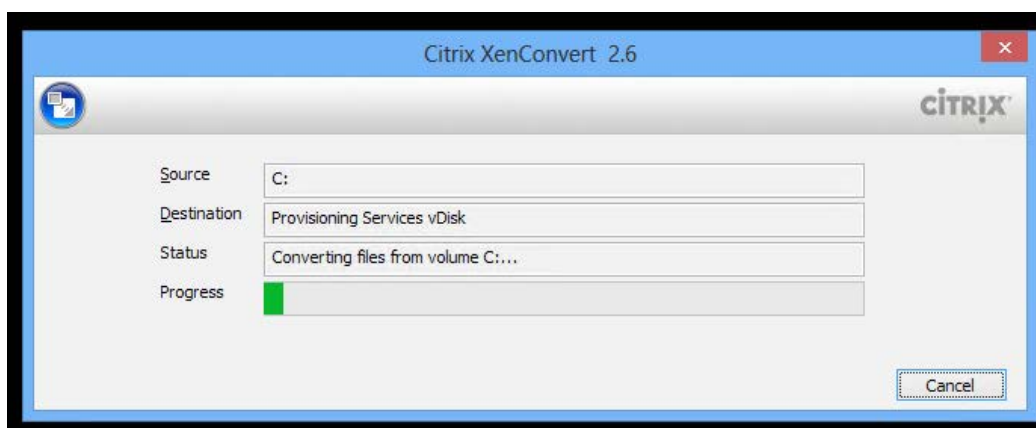 Citrix XenConvert 2.6
CITRIX
Source C:
Destination Provisioning Services vDisk
Status Converting files from volume C:...
Progress
Cancel